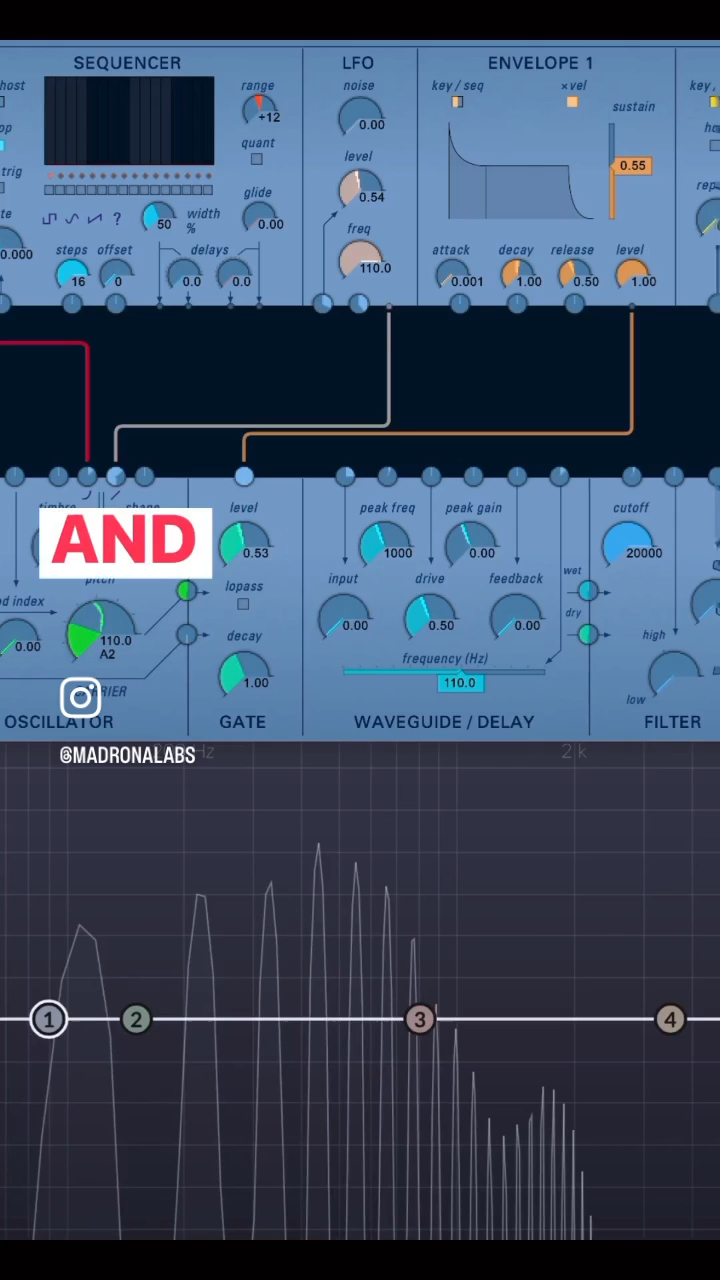 SEQUENCER
LFO
ENVELOPE 1
host
range
noise
key / seq
×vel
key,
+12
0.00
sustain
op
quant
level
0.55
trig
0.54
glide
width
%
50
0.00
freq
0.000
steps
offset
delays
110.0
attack
decay
release
level
16
0
0.0
0.0
0.001
1.00
0.50
1.00
shape
level
peak freq
peak gain
cutoff
AND
0.53
1000
0.00
20000
pitch
lopass
input
drive
feedback
wet
d index
110.0
A2
0.00
0.00
0.50
0.00
dry
decay
high
frequency (Hz)
1.00
110.0
low
OSCILLATOR
GATE
WAVEGUIDE / DELAY
FILTER
@MADRONALABS
Hz
2 k
1
2
3
4